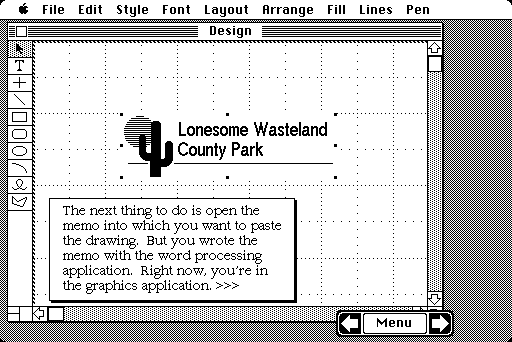 File Edit Style Font Layout Arrange Fill Lines Pen
Design
T
Lonesome Wasteland
County Park
The next thing to do is open the
memo into which you want to paste
the drawing. But you wrote the
memo with the word processing
application. Right now, you're in
the graphics application. >>>
Menu